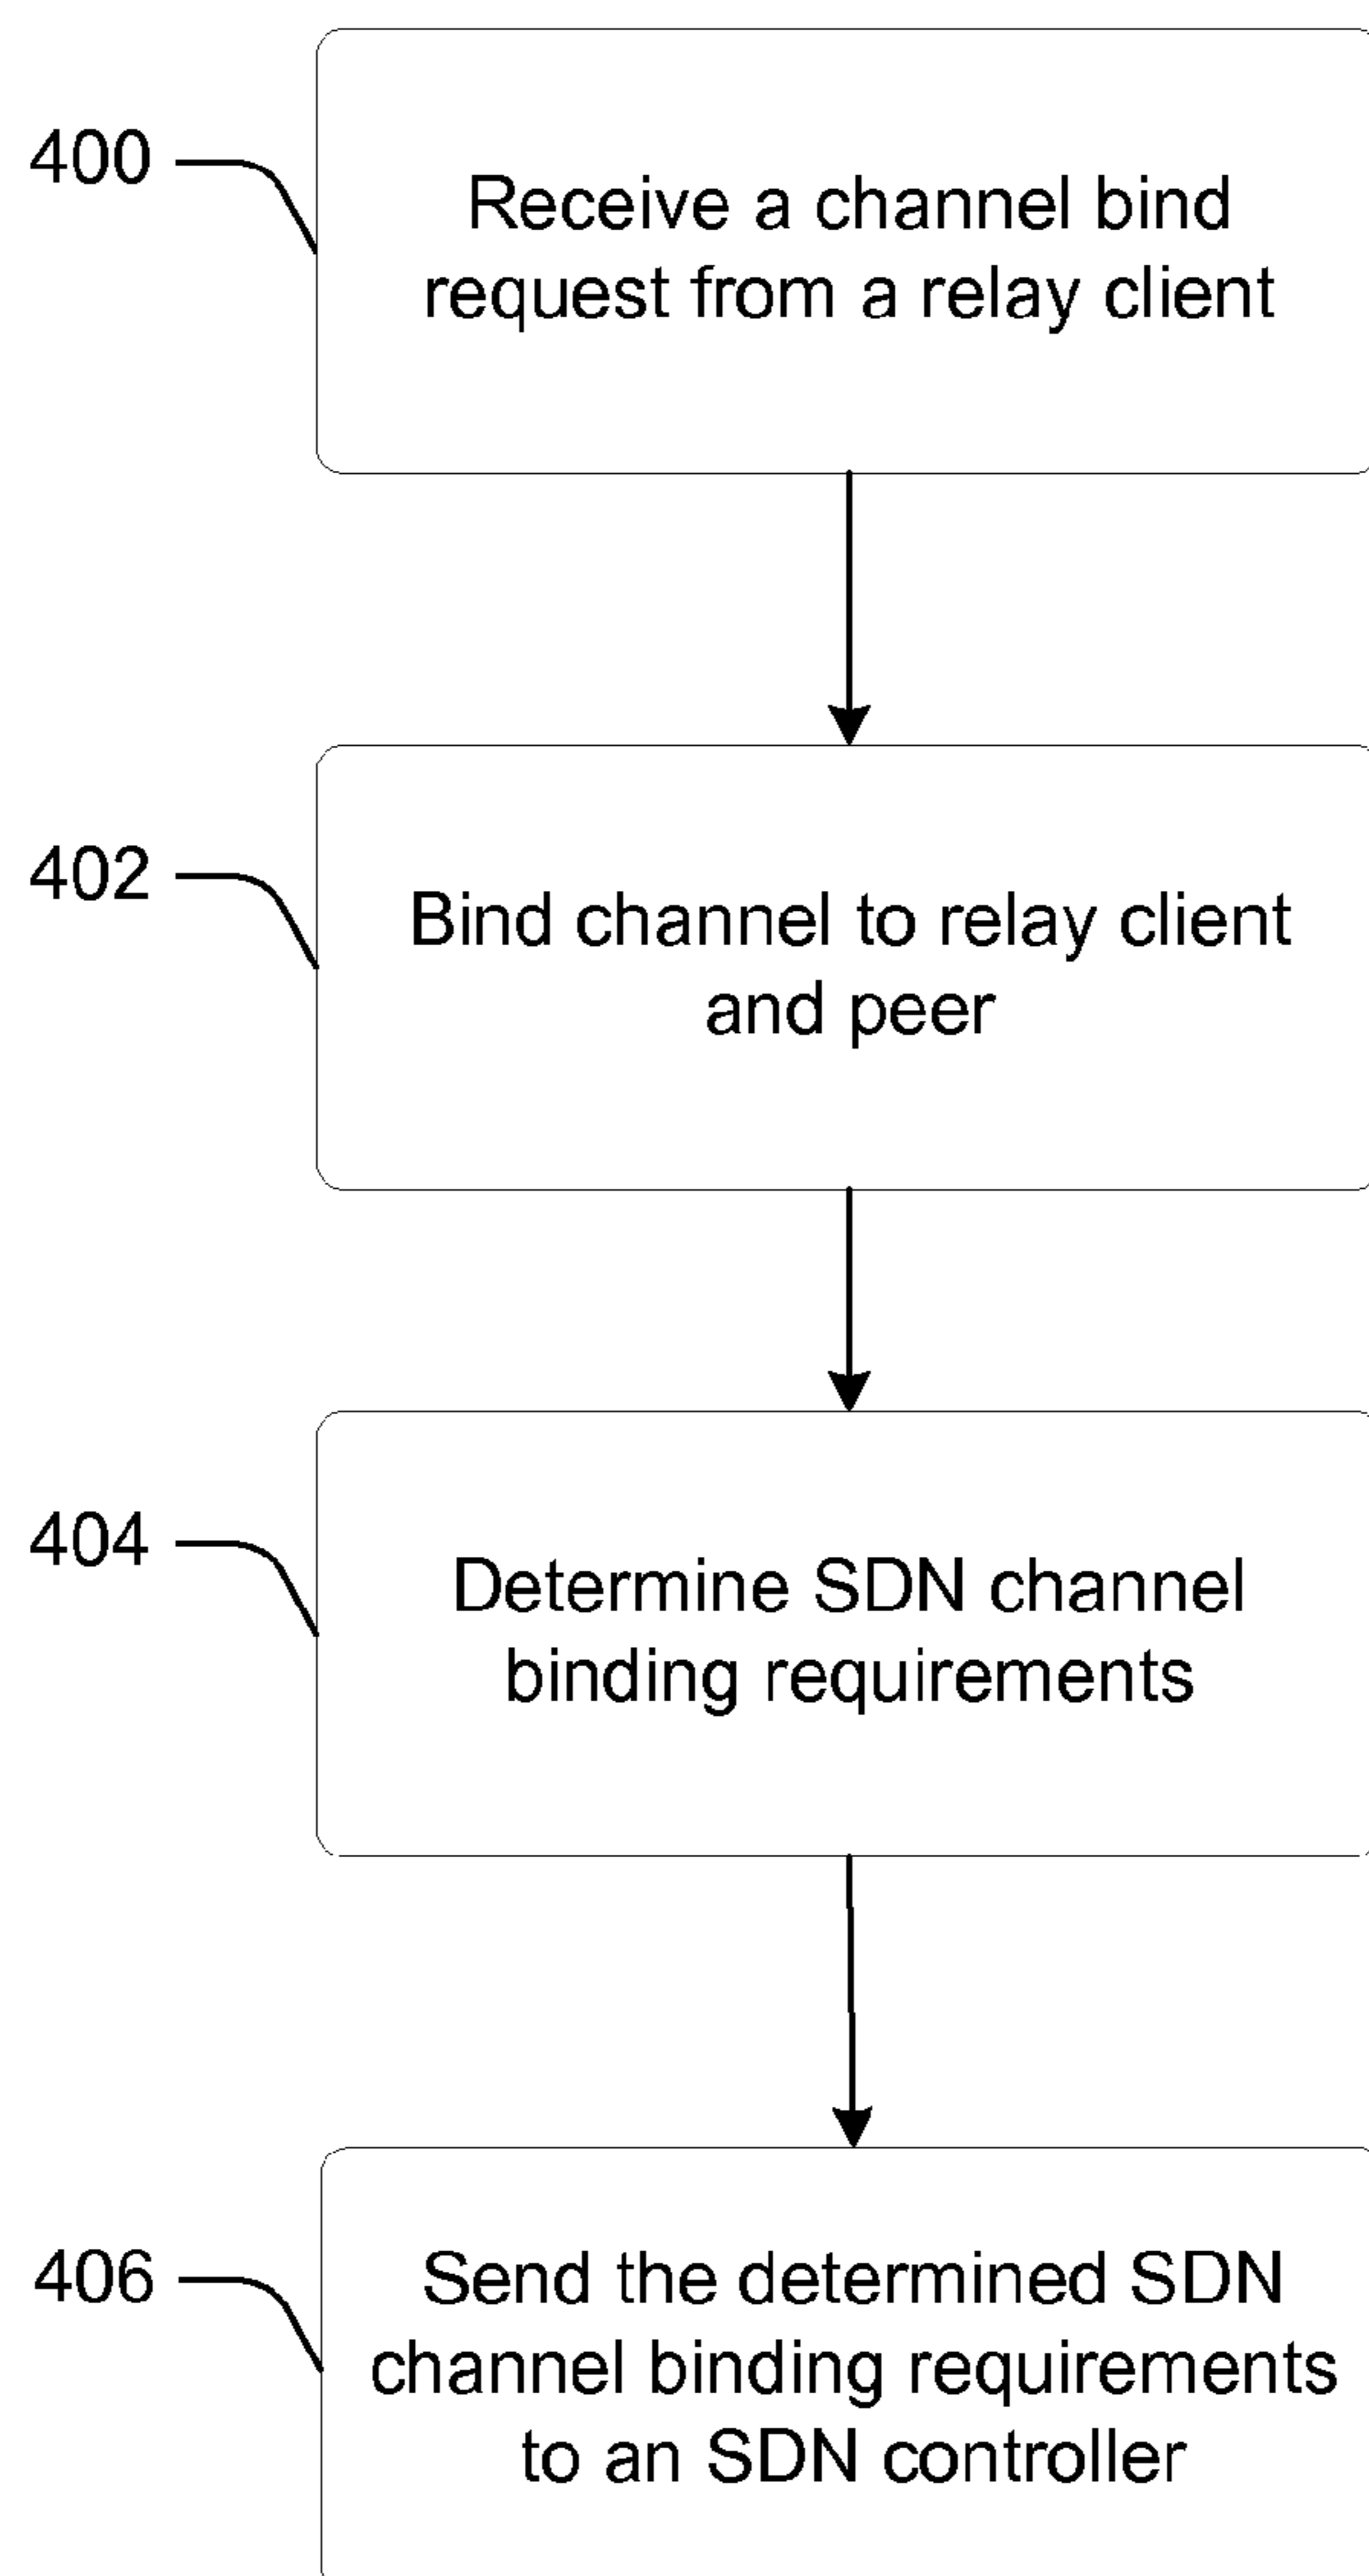 400
Receive a channel bind
request from a relay client
402
Bind channel to relay client
and peer
404
Determine SDN channel
binding requirements
406
Send the determined SDN
channel binding requirements
to an SDN controller